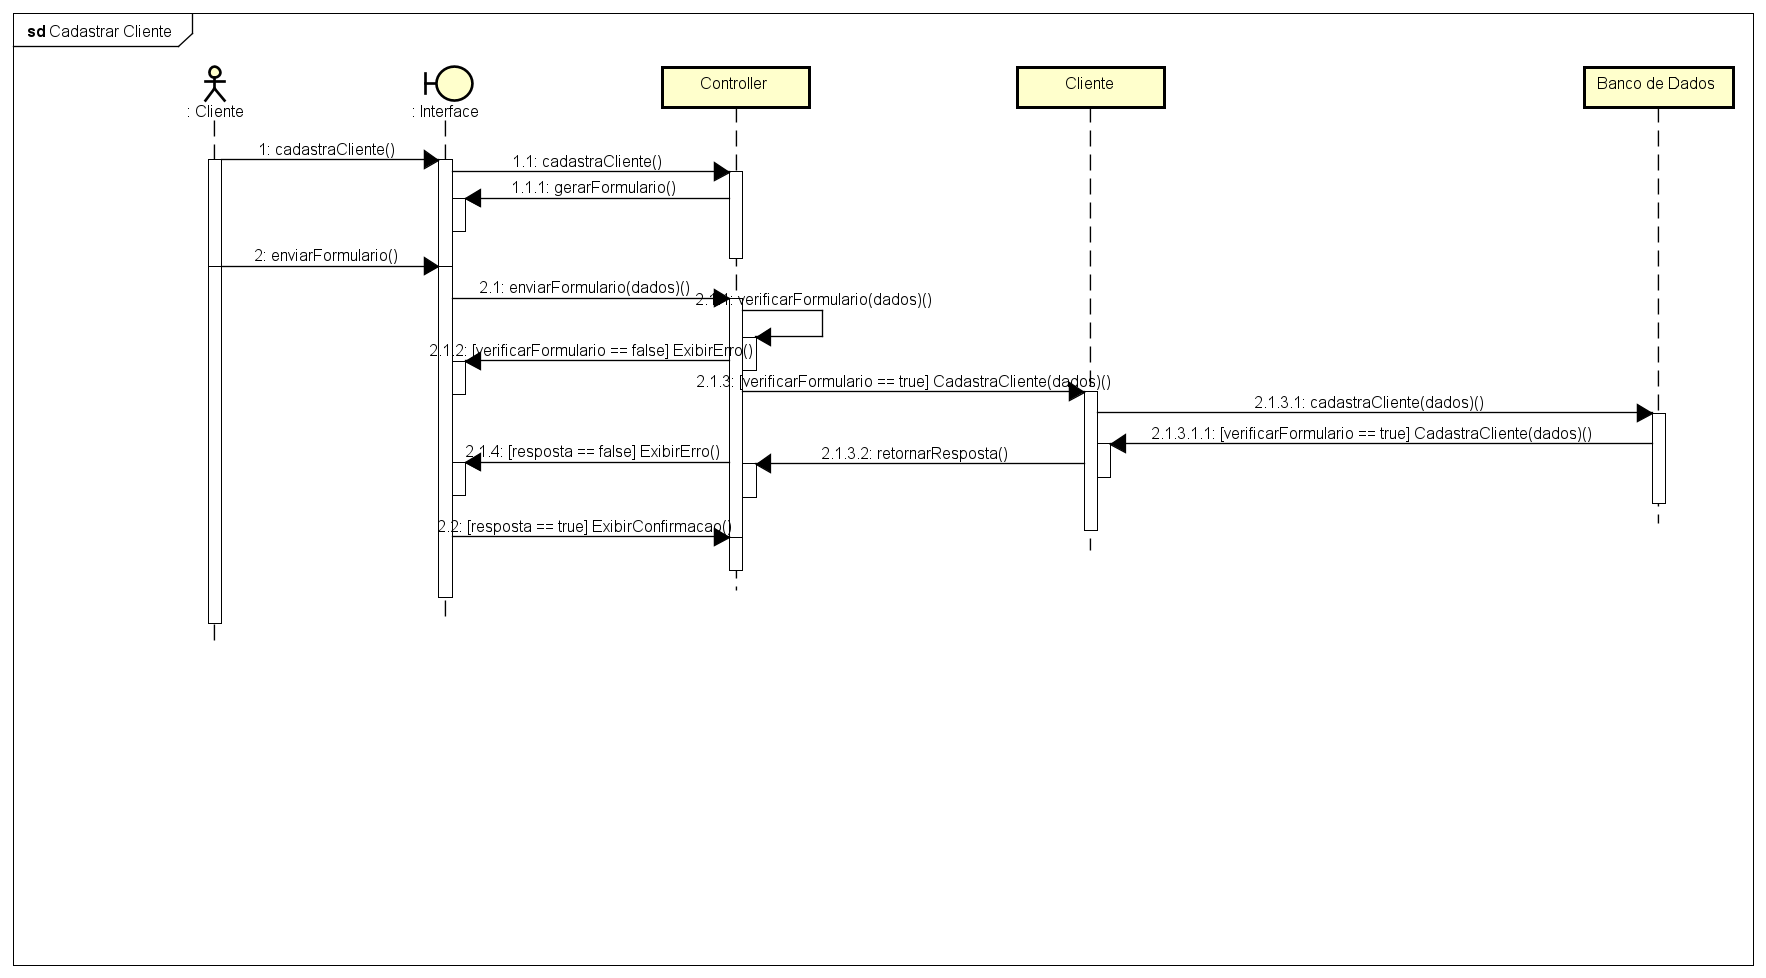 sd Cadastrar Cliente
: Cliente
: Interface
Controller
Cliente
Banco de Dados
1: cadastraCliente()
1.1: cadastraCliente()
1.1.1: gerarFormulario()
2: enviarFormulario()
2.1: enviarFormulario(dados)()
2.1.1: verificarFormulario(dados)()
2.1.2: [verificarFormulario == false] ExibirErro()
2.1.3: [verificarFormulario == true] CadastraCliente(dados)()
2.1.3.1: cadastraCliente(dados)()
2.1.3.1.1: [verificarFormulario == true] CadastraCliente(dados)()
2.1.4: [resposta == false] ExibirErro()
2.1.3.2: retornarResposta()
2.2: [resposta == true] ExibirConfirmacao()